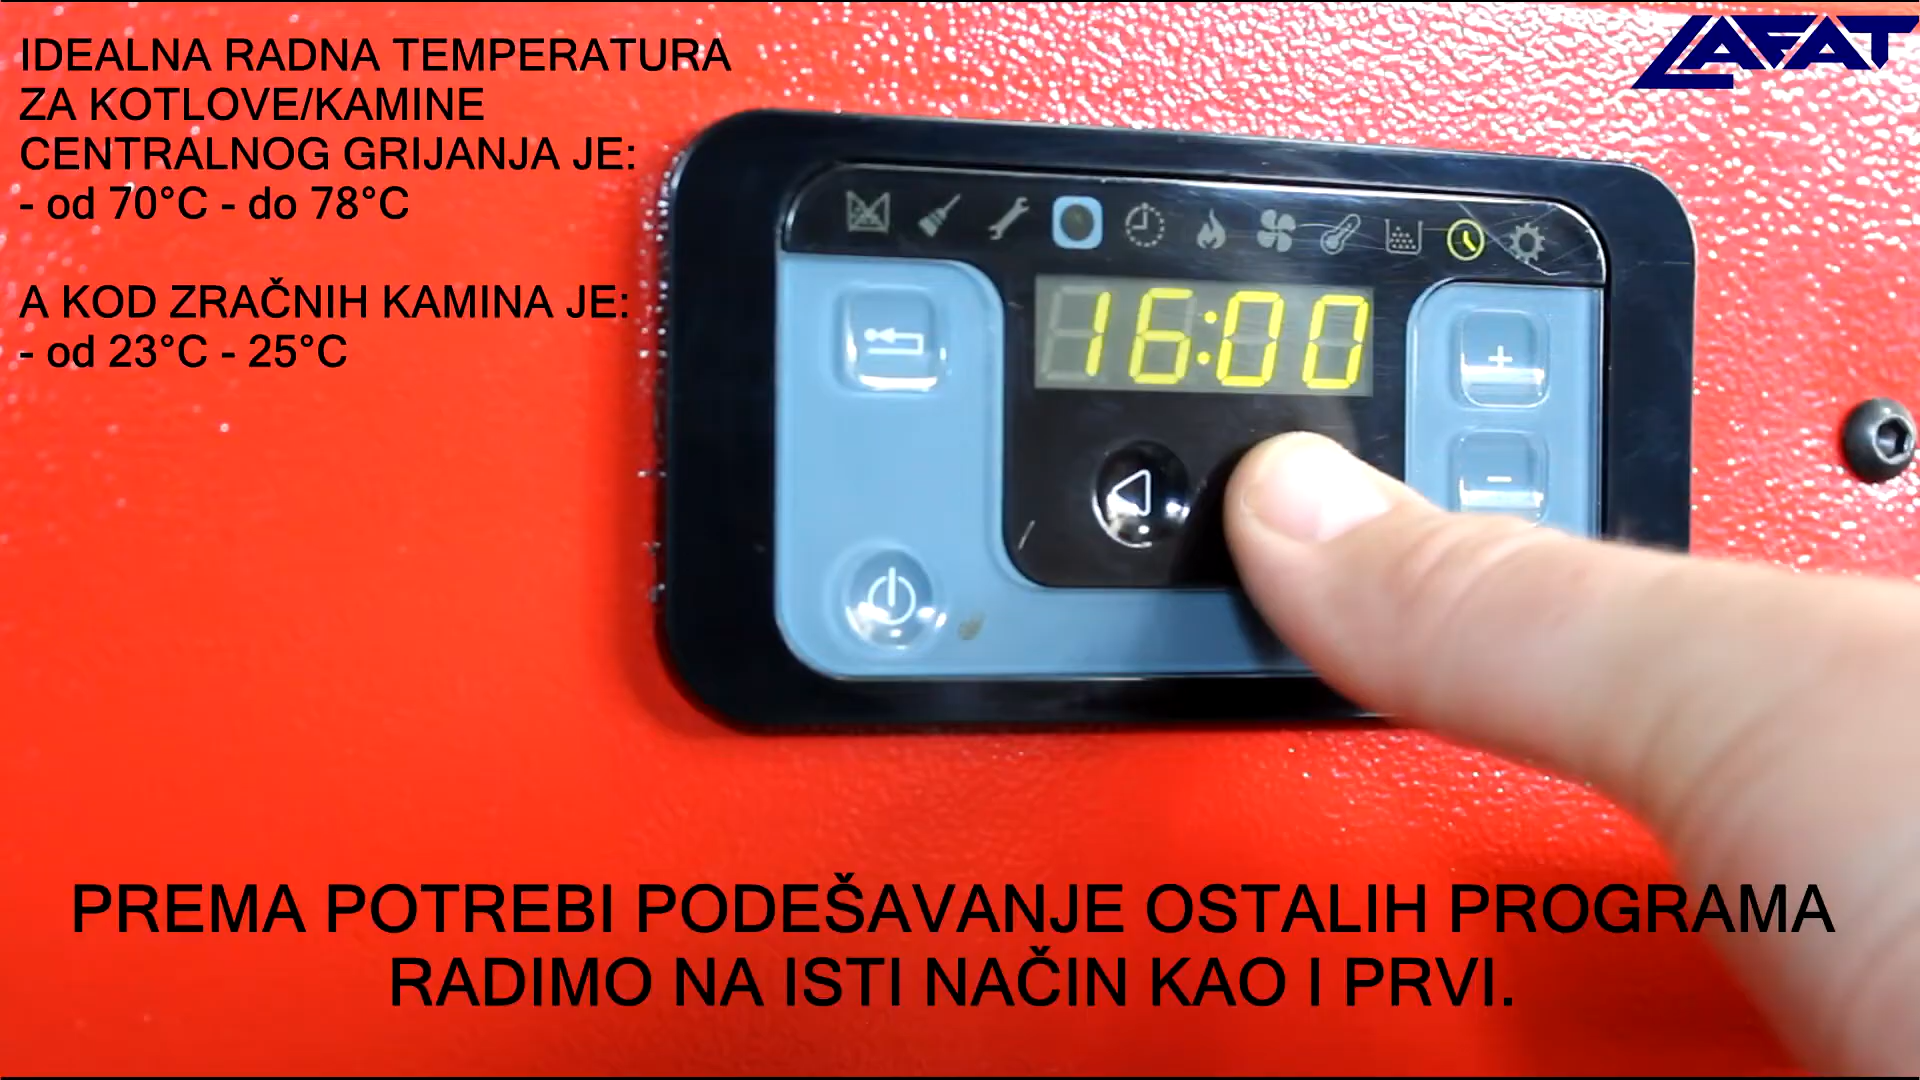 IDEALNA RADNA TEMPERATURA
ZA KOTLOVE/KAMINE
CENTRALNOG GRIJANJA JE:
- od 70°C - do 78°C
A KOD ZRAČNIH KAMINA JE:
- od 23°C - 25°C
LAFAT
16:00
+
-
PREMA POTREBI PODEŠAVANJE OSTALIH PROGRAMA
RADIMO NA ISTI NAČIN KAO I PRVI.